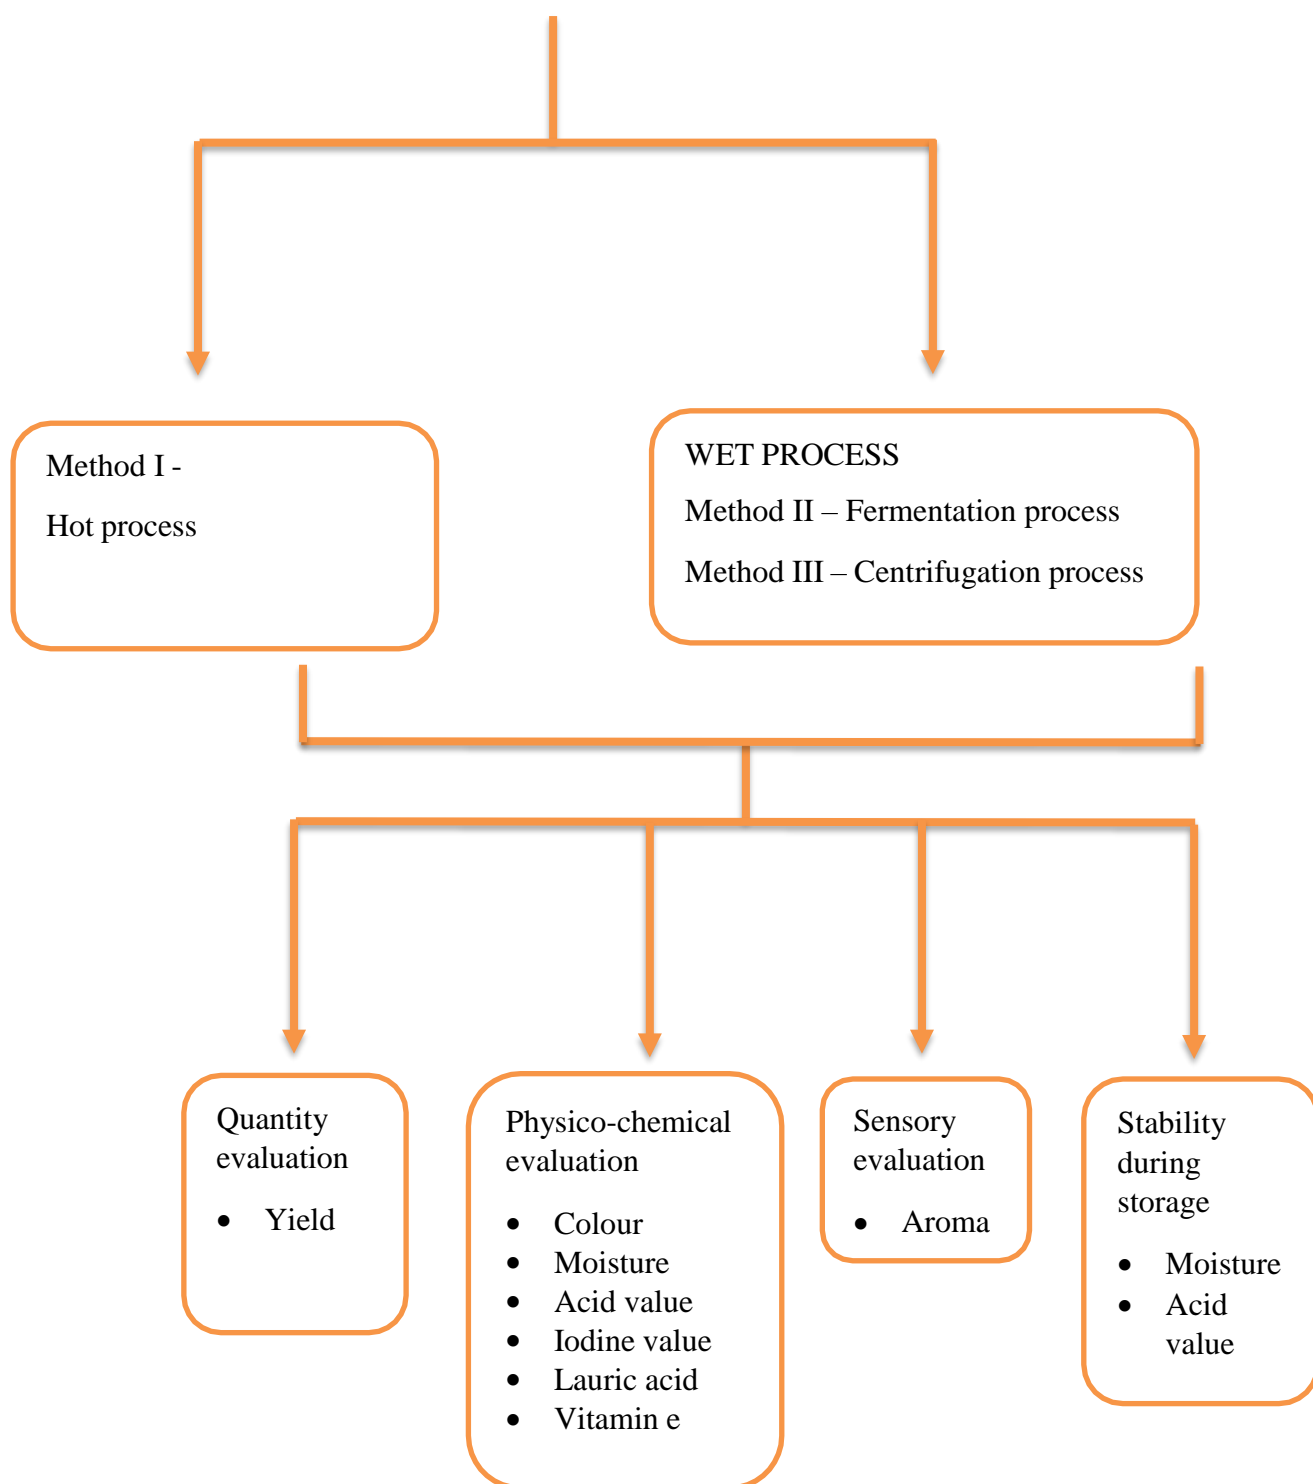 Method I -
Hot process
WET PROCESS
Method II – Fermentation process
Method III – Centrifugation process
Quantity
evaluation
• Yield
Physico-chemical
evaluation
• Colour
• Moisture
• Acid value
• Iodine value
• Lauric acid
• Vitamin e
Sensory
evaluation
• Aroma
Stability
during
storage
• Moisture
• Acid
value